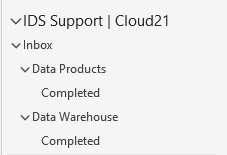 IDS Support | Cloud21
Inbox
Data Products
Completed
Data Warehouse
Completed